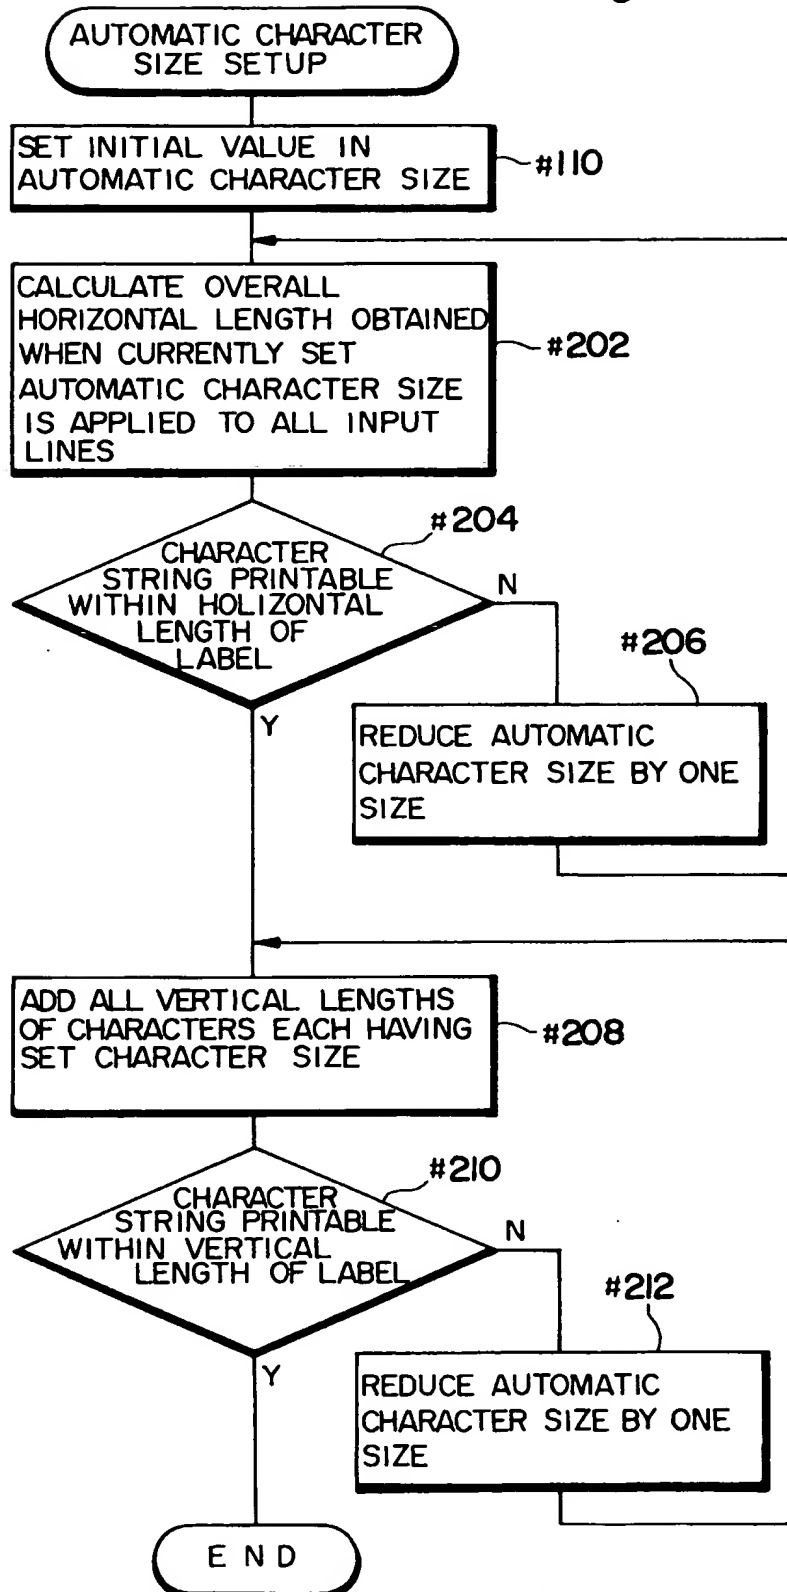 AUTOMATIC CHARACTER
SIZE SETUP
SET INITIAL VALUE IN
AUTOMATIC CHARACTER SIZE
#110
CALCULATE OVERALL
HORIZONTAL LENGTH OBTAINED
WHEN CURRENTLY SET
AUTOMATIC CHARACTER SIZE
IS APPLIED TO ALL INPUT
LINES
#202
#204
CHARACTER
STRING PRINTABLE
WITHIN HOLIZONTAL
LENGTH OF
LABEL
N
Y
#206
REDUCE AUTOMATIC
CHARACTER SIZE BY ONE
SIZE
ADD ALL VERTICAL LENGTHS
OF CHARACTERS EACH HAVING
SET CHARACTER SIZE
#208
#210
CHARACTER
STRING PRINTABLE
WITHIN VERTICAL
LENGTH OF LABEL
N
Y
#212
REDUCE AUTOMATIC
CHARACTER SIZE BY ONE
SIZE
END